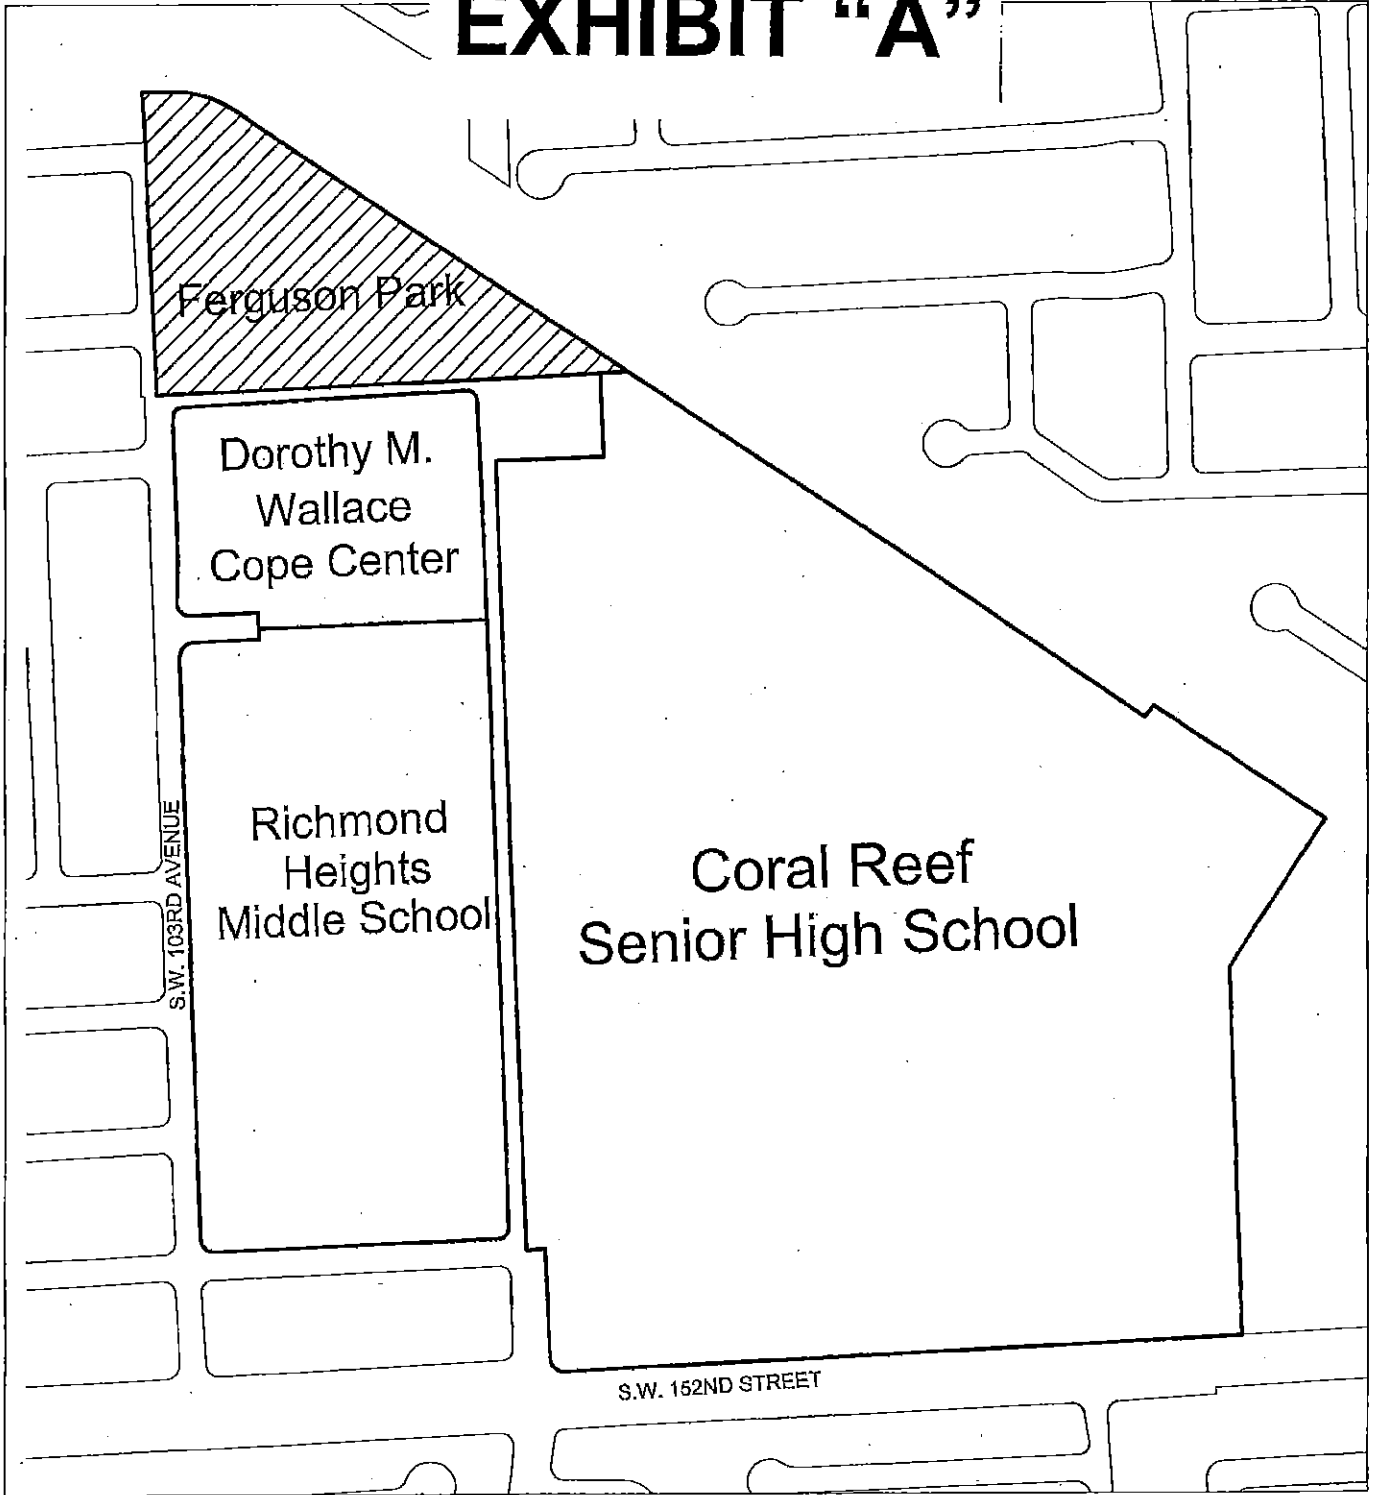 EXHIBIT “A”
Ferguson Park
Dorothy M.
Wallace
Cope Center
Richmond
Heights
Middle School
S.W. 103RD AVENUE
Coral Reef
Senior High School
S.W. 152ND STREET